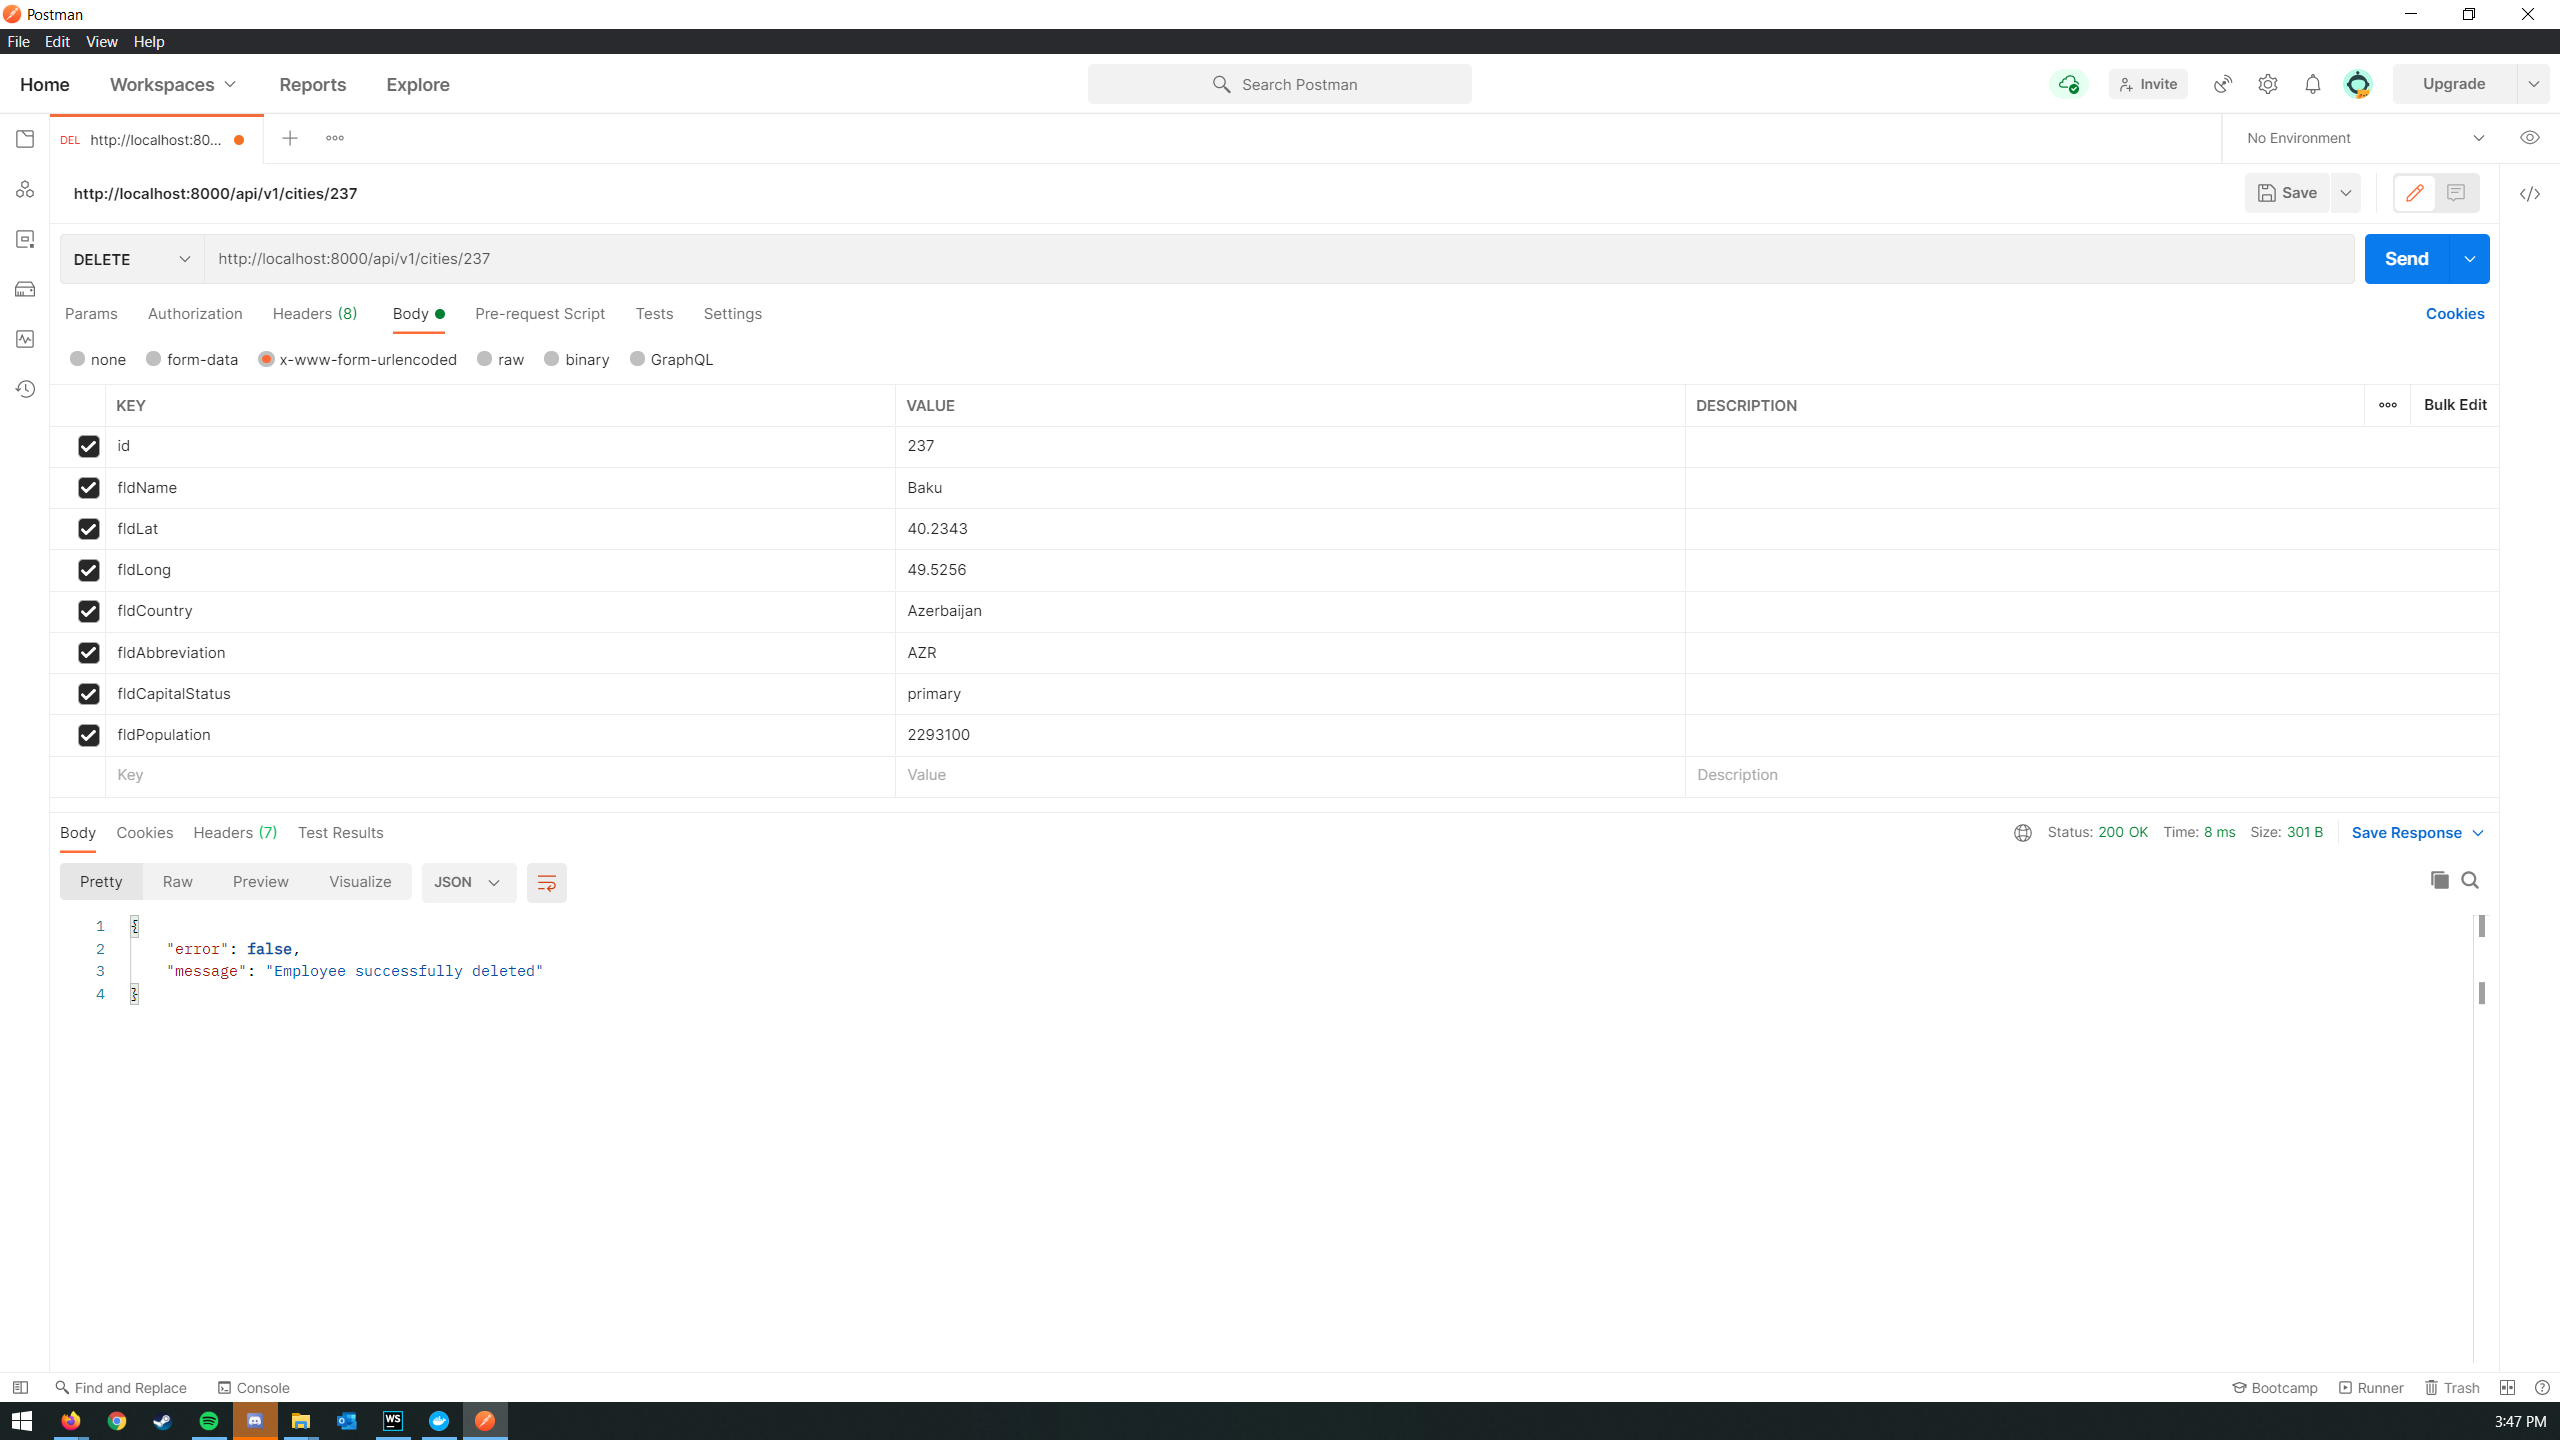 Postman
File Edit View Help
Home Workspaces Reports Explore Search Postman Invite Upgrade
DEL http://localhost:80... No Environment
http://localhost:8000/api/v1/cities/237 Save
DELETE http://localhost:8000/api/v1/cities/237 Send
Params Authorization Headers (8) Body Pre-request Script Tests Settings Cookies
none form-data x-www-form-urlencoded raw binary GraphQL
KEY VALUE DESCRIPTION Bulk Edit
id 237
fldName Baku
fldLat 40.2343
fldLong 49.5256
fldCountry Azerbaijan
fldAbbreviation AZR
fldCapitalStatus primary
fldPopulation 2293100
Key Value Description
Body Cookies Headers (7) Test Results Status: 200 OK Time: 8 ms Size: 301 B Save Response
Pretty Raw Preview Visualize JSON
1 {
2 "error": false,
3 "message": "Employee successfully deleted"
4 }
Find and Replace Console Bootcamp Runner Trash
WS 3:47 PM